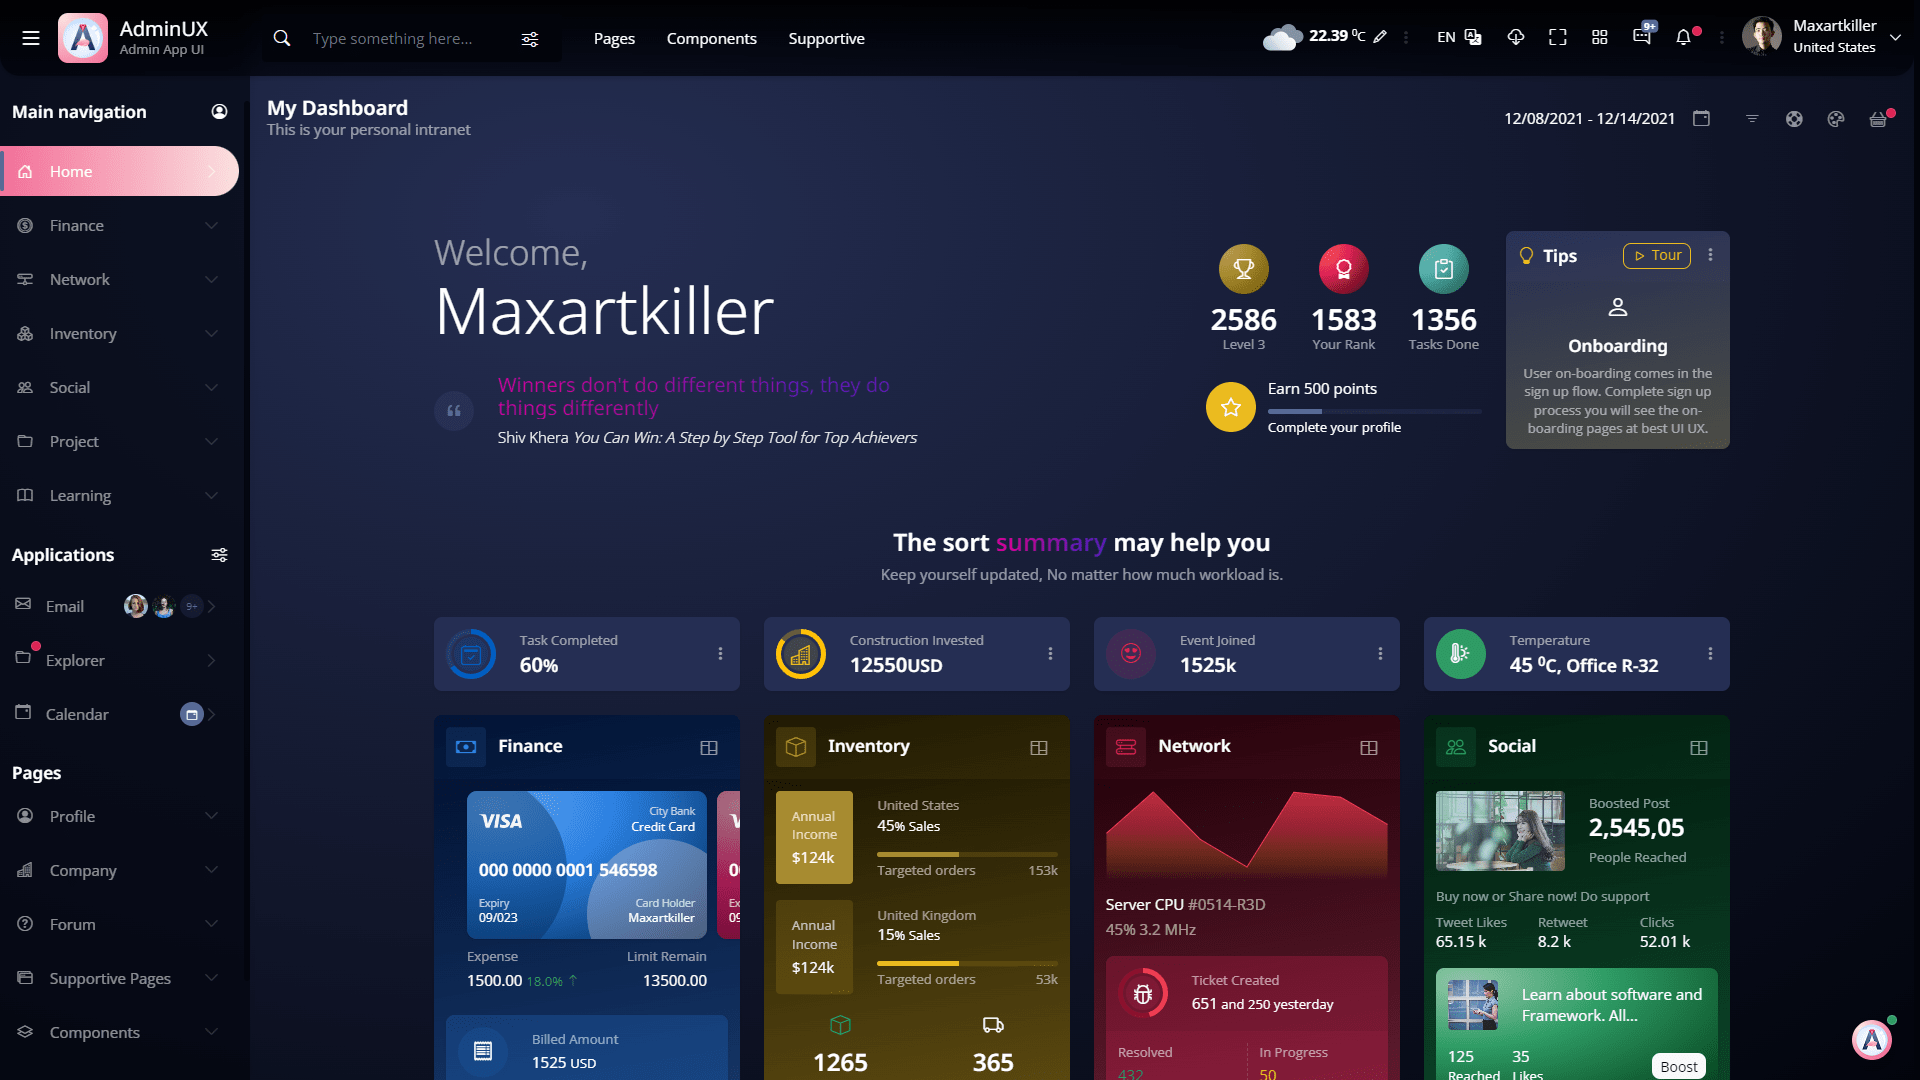 AdminUX
Admin App UI
Type something here...
Pages
Components
Supportive
22.39 °C
EN
9+
Maxartkiller
United States
Main navigation
Home
Finance
Network
Inventory
Social
Project
Learning
Applications
Email
9+
Explorer
Calendar
Pages
Profile
Company
Forum
Supportive Pages
Components
My Dashboard
This is your personal intranet
12/08/2021 - 12/14/2021
Welcome,
Maxartkiller
Winners don't do different things, they do
things differently
Shiv Khera You Can Win: A Step by Step Tool for Top Achievers
2586
Level 3
1583
Your Rank
1356
Tasks Done
Earn 500 points
Complete your profile
Tips
Tour
Onboarding
User on-boarding comes in the
sign up flow. Complete sign up
process you will see the on-
boarding pages at best UI UX.
The sort summary may help you
Keep yourself updated, No matter how much workload is.
Task Completed
60%
Construction Invested
12550USD
Event Joined
1525k
Temperature
45 °C, Office R-32
Finance
VISA
City Bank
Credit Card
000 0000 0001 546598
Expiry
09/023
Card Holder
Maxartkiller
Expense
1500.00 18.0% ↑
Limit Remain
13500.00
Billed Amount
1525 USD
Inventory
Annual
Income
$124k
United States
45% Sales
Targeted orders
153k
Annual
Income
$124k
United Kingdom
15% Sales
Targeted orders
53k
1265
365
Network
Server CPU #0514-R3D
45% 3.2 MHz
Ticket Created
651 and 250 yesterday
Resolved
432
In Progress
50
Social
Boosted Post
2,545,05
People Reached
Buy now or Share now! Do support
Tweet Likes
65.15 k
Retweet
8.2 k
Clicks
52.01 k
Learn about software and
Framework. All...
125
Reached
35
Likes
Boost